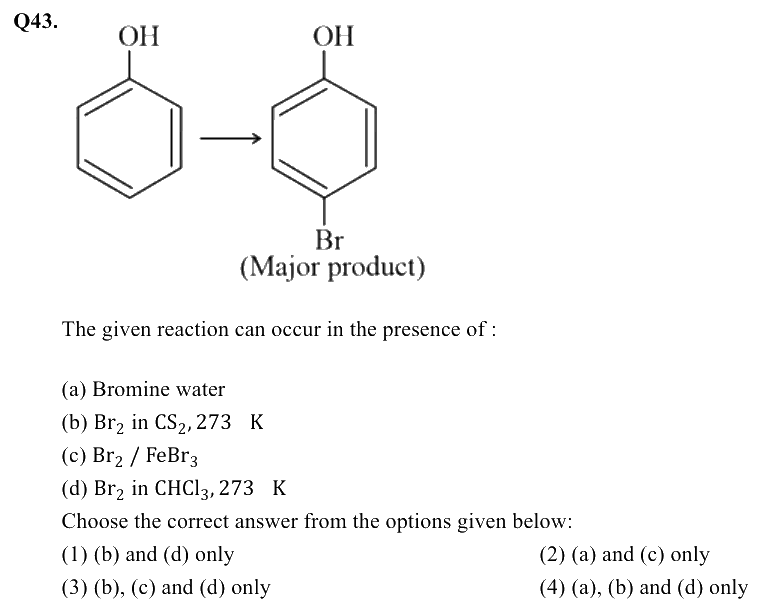 Q43.
OH OH
Br
(Major product)
The given reaction can occur in the presence of :
(a) Bromine water
(b) Br₂ in CS₂, 273 K
(c) Br₂ / FeBr₃
(d) Br₂ in CHCl₃, 273 K
Choose the correct answer from the options given below:
(1) (b) and (d) only (2) (a) and (c) only
(3) (b), (c) and (d) only (4) (a), (b) and (d) only